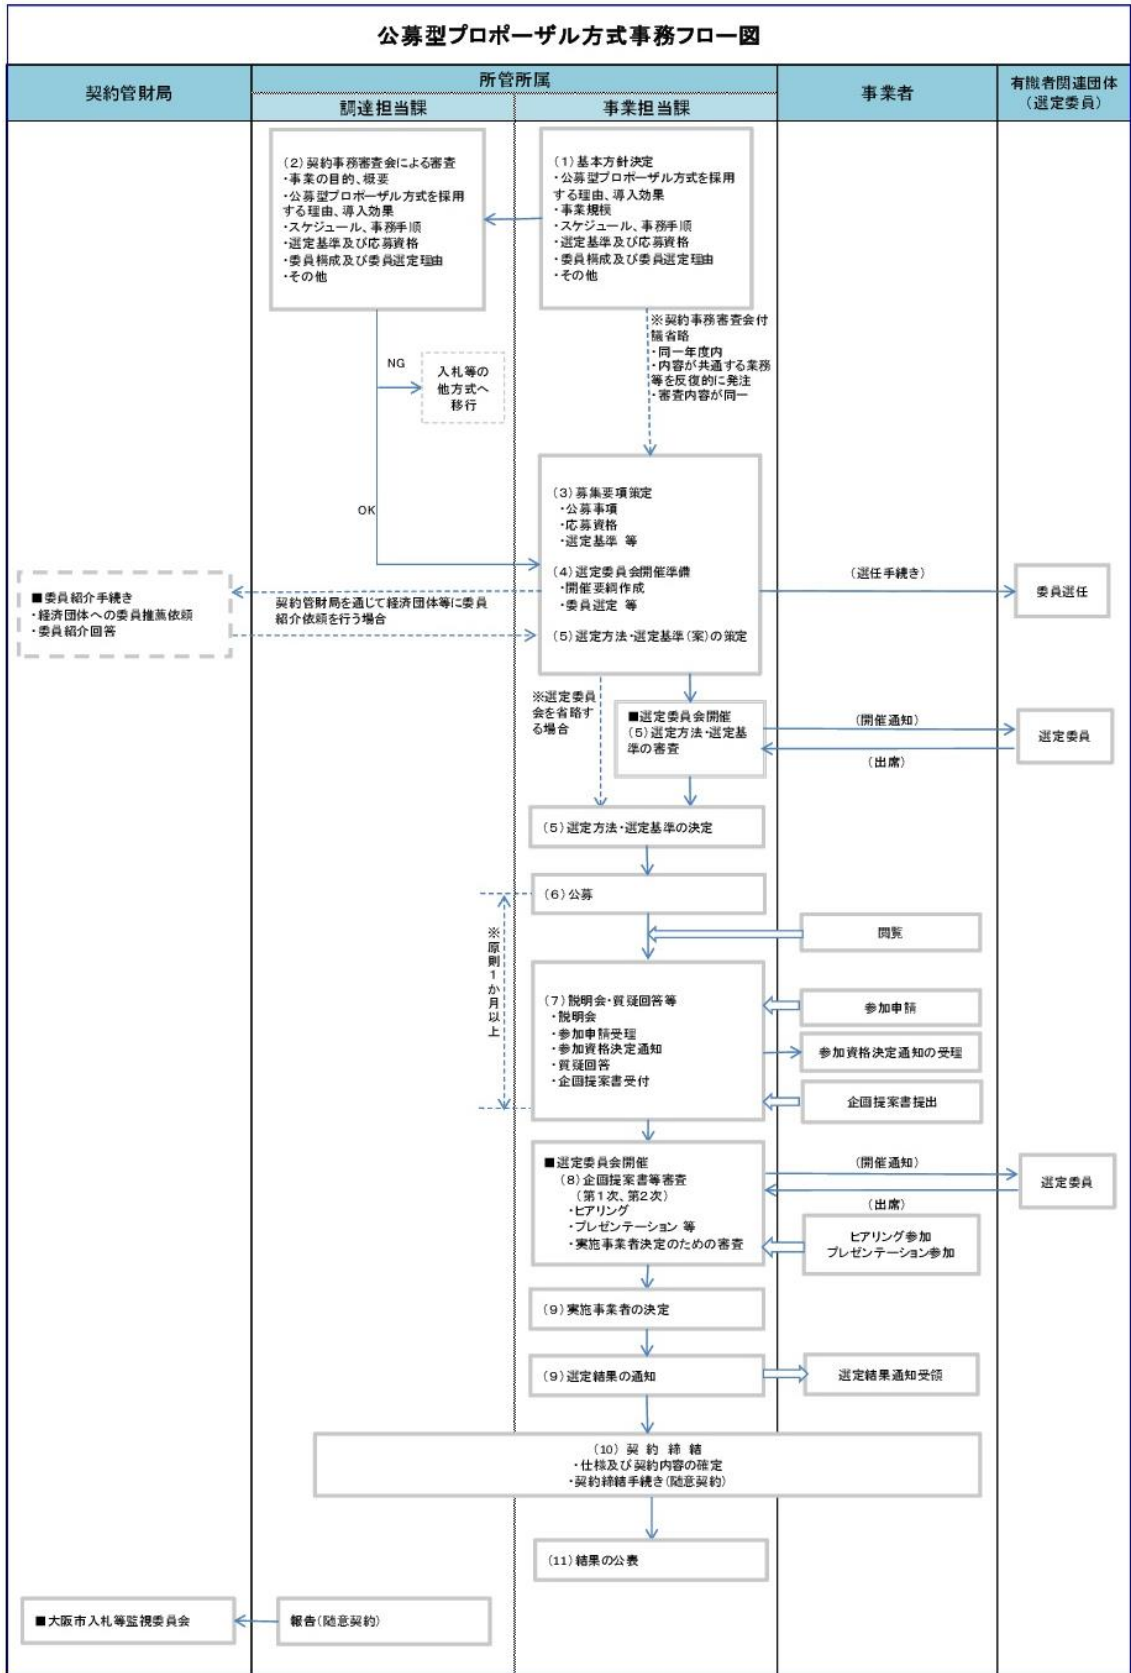 公募型プロポーザル方式事務フロー図
契約管財局
所管所属
調達担当課
事業担当課
事業者
有識者関連団体
（選定委員）
（2）契約事務審査会による審査
・事業の目的、概要
・公募型プロポーザル方式を採用
する理由、導入効果
・スケジュール、事務手順
・選定基準及び応募資格
・委員構成及び委員選定理由
・その他
（1）基本方針決定
・公募型プロポーザル方式を採用
する理由、導入効果
・事業規模
・スケジュール、事務手順
・選定基準及び応募資格
・委員構成及び委員選定理由
・その他
※契約事務審査会付
議省略
・同一年度内
・内容が共通する業務
等を反復的に発注
・審査内容が同一
NG
入札等の
他方式へ
移行
OK
（3）募集要項策定
・公募事項
・応募資格
・選定基準 等
（4）選定委員会開催準備
・開催要綱作成
・委員選定 等
（5）選定方法・選定基準（案）の策定
（選任手続き）
委員選任
■委員紹介手続き
・経済団体への委員推薦依頼
・委員紹介回答
契約管財局を通じて経済団体等に委員
紹介依頼を行う場合
※選定委員
会を省略す
る場合
■選定委員会開催
（5）選定方法・選定基
準の審査
（開催通知）
（出席）
選定委員
（5）選定方法・選定基準の決定
（6）公募
※原則1か月以上
閲覧
（7）説明会・質疑回答等
・説明会
・参加申請受理
・参加資格決定通知
・質疑回答
・企画提案書受付
参加申請
参加資格決定通知の受理
企画提案書提出
■選定委員会開催
（8）企画提案書等審査
（第1次、第2次）
・ヒアリング
・プレゼンテーション 等
・実施事業者決定のための審査
（開催通知）
（出席）
選定委員
ヒアリング参加
プレゼンテーション参加
（9）実施事業者の決定
（9）選定結果の通知
選定結果通知受領
（10）契 約 締 結
・仕様及び契約内容の確定
・契約締結手続き（随意契約）
（11）結果の公表
■大阪市入札等監視委員会
報告（随意契約）